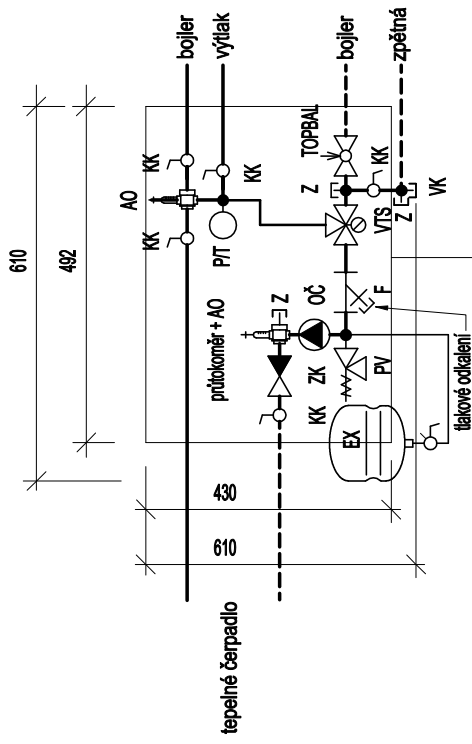 bojler
výtlak
bojler
zpětná
610
492
AO
KK
KK
KK
P/T
TOPBAL
Z
KK
VTS
Z
VK
průtokoměr + AO
Z
OČ
F
ZK
KK
PV
EX
tlakové odkalení
430
610
tepelné čerpadlo